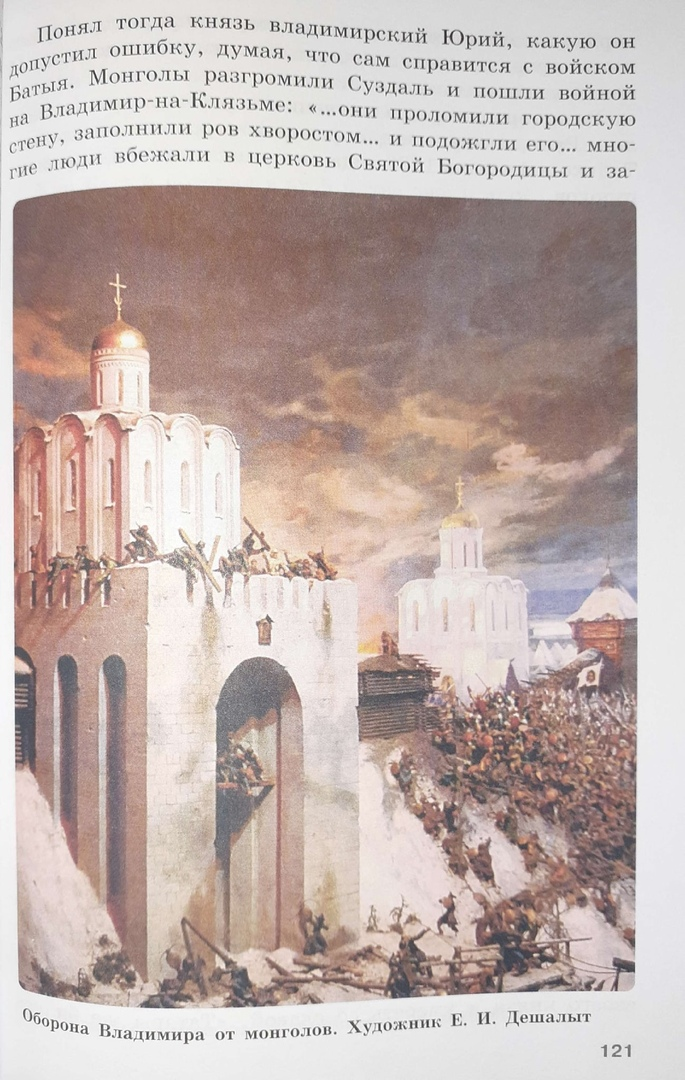 Понял тогда князь владимирский Юрий, какую он
допустил ошибку, думая, что сам справится с войском
Батыя. Монголы разгромили Суздаль и пошли войной
на Владимир-на-Клязьме: «...они проломили городскую
стену, заполнили ров хворостом... и подожгли его... мно-
гие люди вбежали в церковь Святой Богородицы и за-
Оборона Владимира от монголов. Художник Е. И. Дешалыт
121